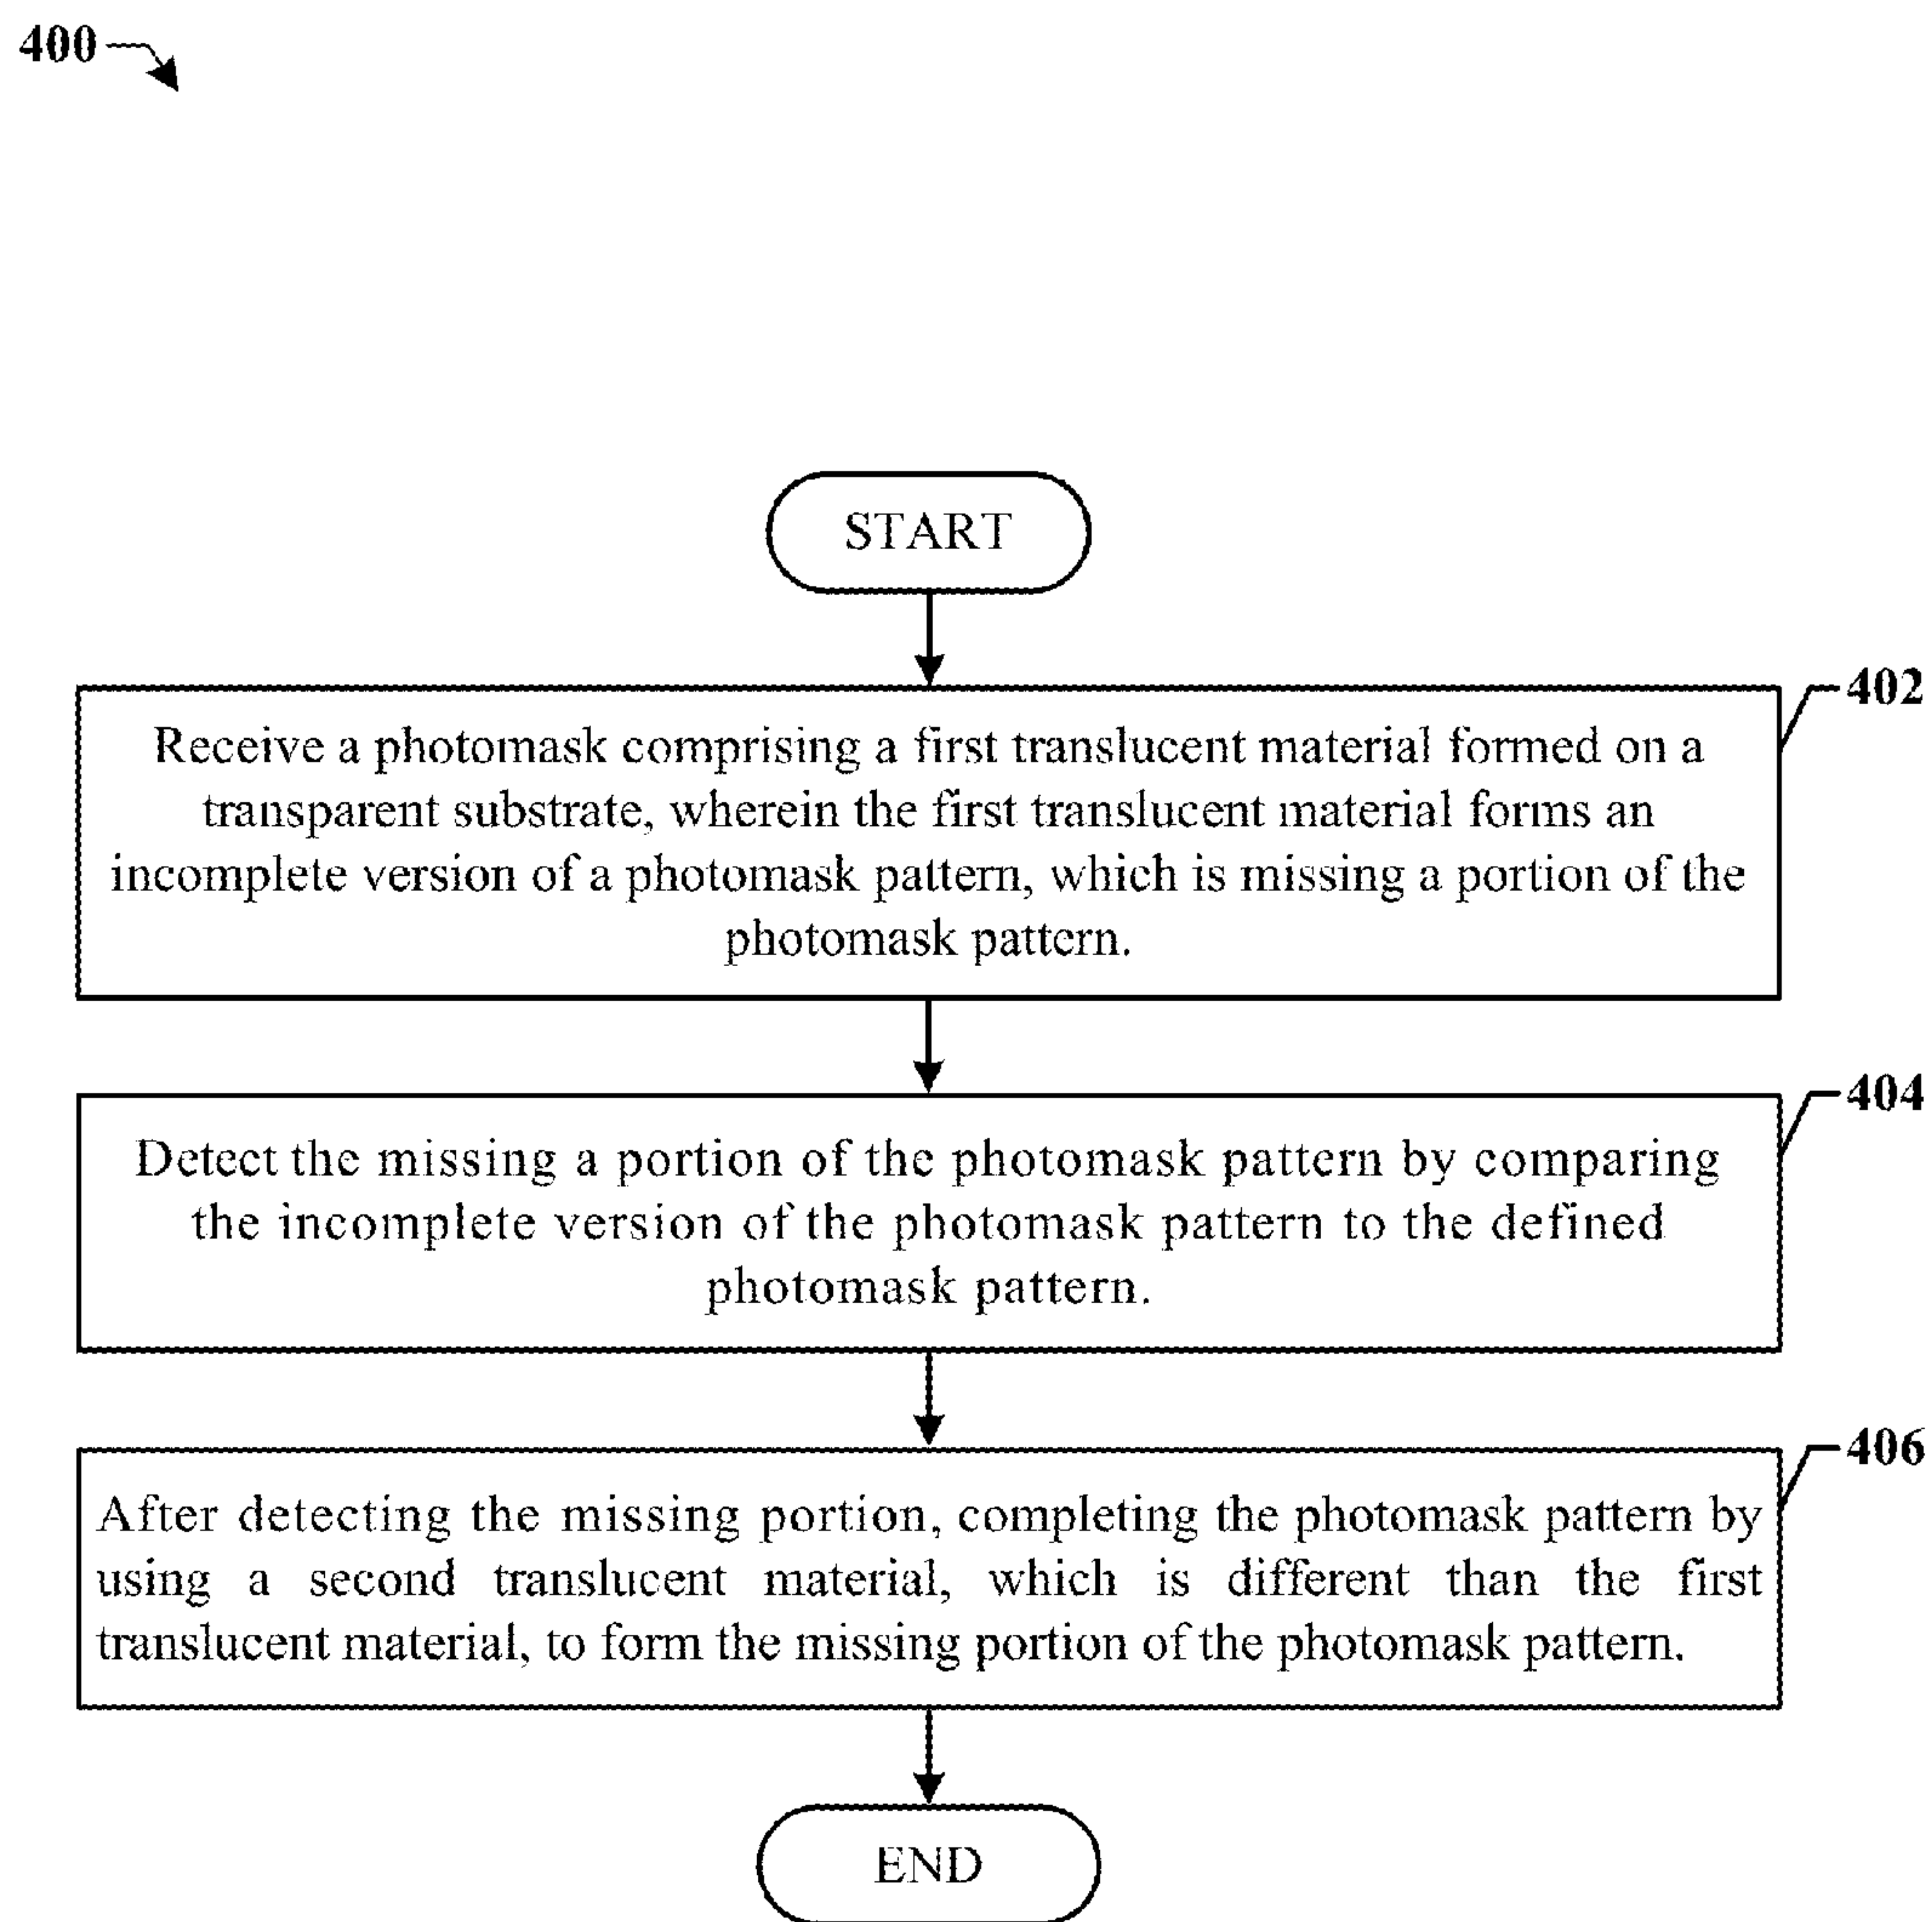 400
START
402
Receive a photomask comprising a first translucent material formed on a
transparent substrate, wherein the first translucent material forms an
incomplete version of a photomask pattern, which is missing a portion of the
photomask pattern.
404
Detect the missing a portion of the photomask pattern by comparing
the incomplete version of the photomask pattern to the defined
photomask pattern.
406
After detecting the missing portion, completing the photomask pattern by
using a second translucent material, which is different than the first
translucent material, to form the missing portion of the photomask pattern.
END